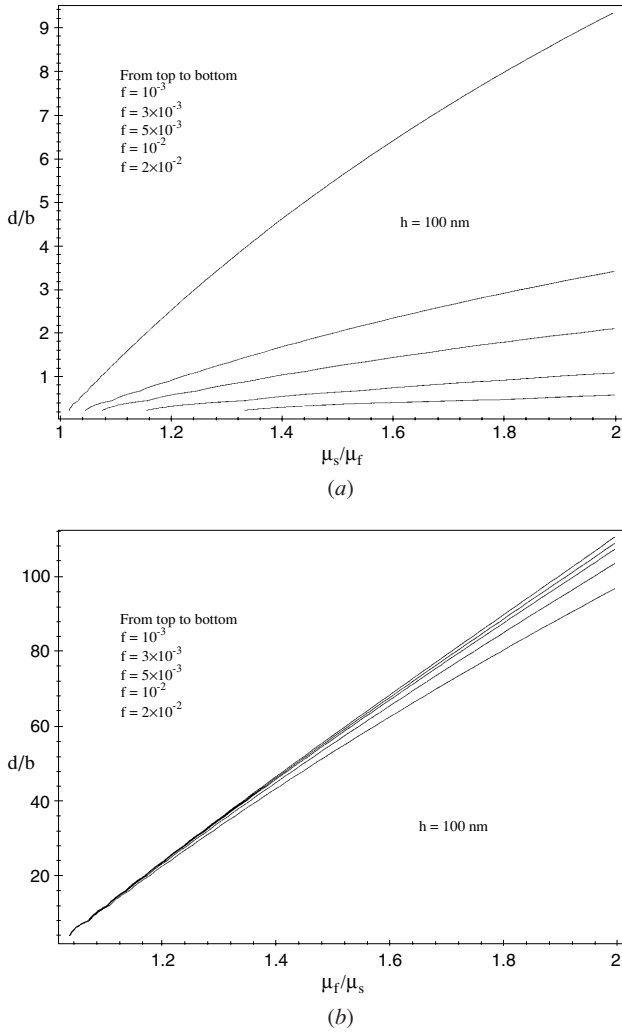 9
8
7
6
5
d/b
4
3
2
1
From top to bottom
f = 10⁻³
f = 3×10⁻³
f = 5×10⁻³
f = 10⁻²
f = 2×10⁻²
h = 100 nm
1 1.2 1.4 1.6 1.8 2
μs/μf
(a)
100
80
60
d/b
40
20
From top to bottom
f = 10⁻³
f = 3×10⁻³
f = 5×10⁻³
f = 10⁻²
f = 2×10⁻²
h = 100 nm
1.2 1.4 1.6 1.8 2
μf/μs
(b)